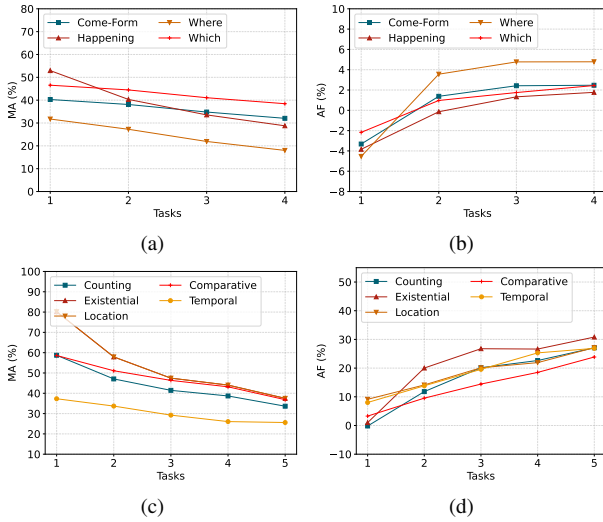 80
70
60
50
40
30
20
10
0
MA (%)
Come-Form
Happening
Where
Which
1 2 3 4
Tasks
(a)
10
8
6
4
2
0
−2
−4
−6
−8
AF (%)
Come-Form
Happening
Where
Which
1 2 3 4
Tasks
(b)
100
90
80
70
60
50
40
30
20
10
MA (%)
Counting
Existential
Location
Comparative
Temporal
1 2 3 4 5
Tasks
(c)
50
40
30
20
10
0
−10
AF (%)
Counting
Existential
Location
Comparative
Temporal
1 2 3 4 5
Tasks
(d)